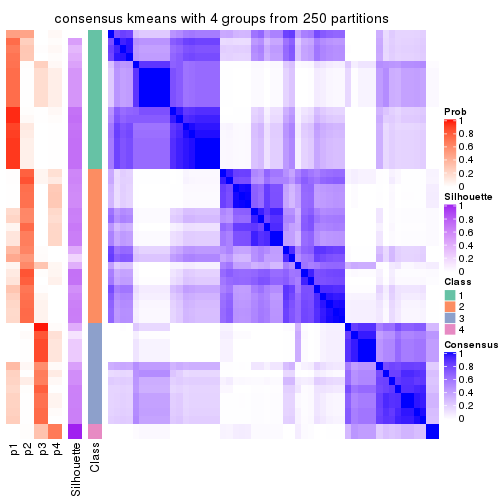 consensus kmeans with 4 groups from 250 partitions
Prob
1
0.8
0.6
0.4
0.2
0
Silhouette
1
0.8
0.6
0.4
0.2
0
Class
1
2
3
4
Consensus
1
0.8
0.6
0.4
0.2
0
p1
p2
p3
p4
Silhouette
Class